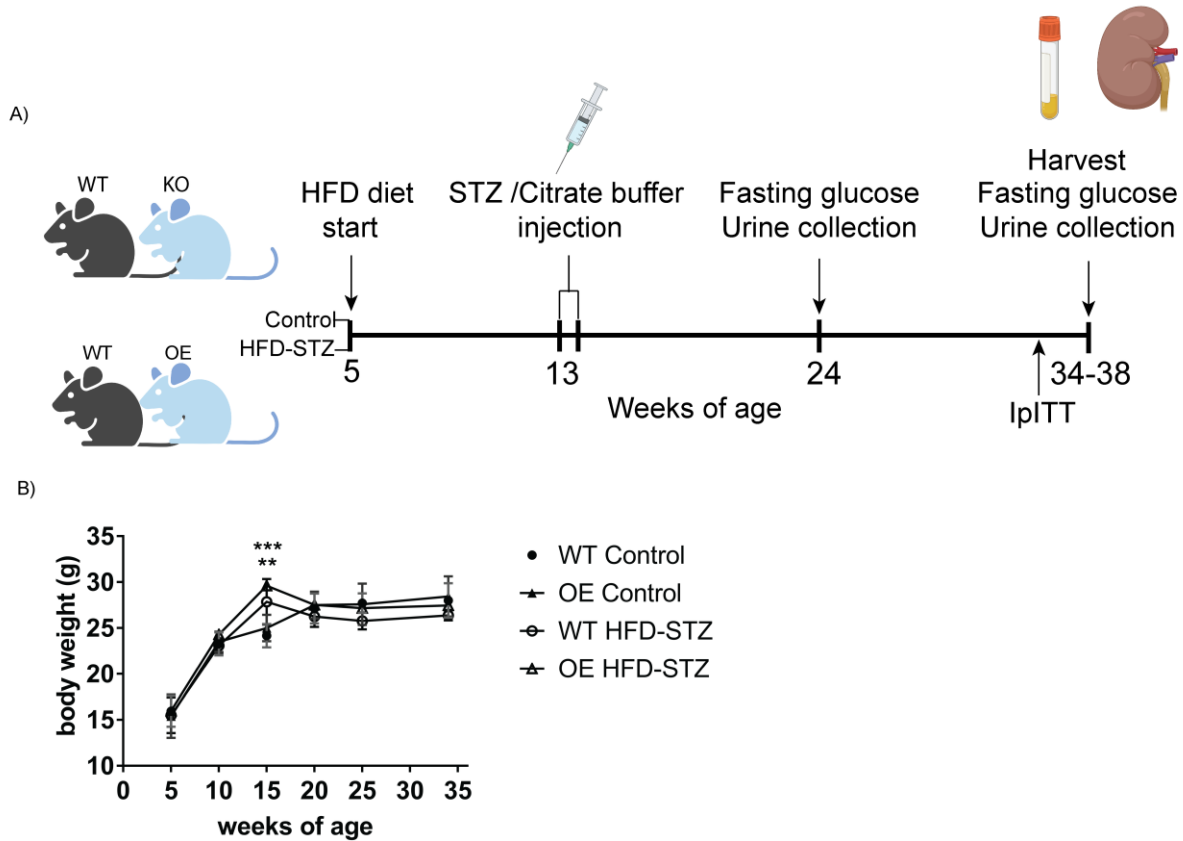 A)
WT KO
HFD diet
start
STZ /Citrate buffer
injection
Fasting glucose
Urine collection
Harvest
Fasting glucose
Urine collection
Control
HFD-STZ
WT OE
5
13
24
34-38
Weeks of age
IpITT
B)
body weight (g)
35
30
25
20
15
10
***
**
0 5 10 15 20 25 30 35
weeks of age
WT Control
OE Control
WT HFD-STZ
OE HFD-STZ